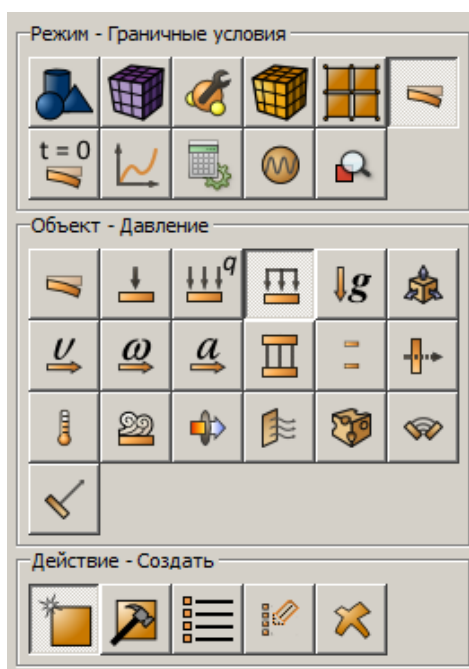 Режим - Граничные условия
t = 0
Объект - Давление
q
g
v
ω
a
Действие - Создать